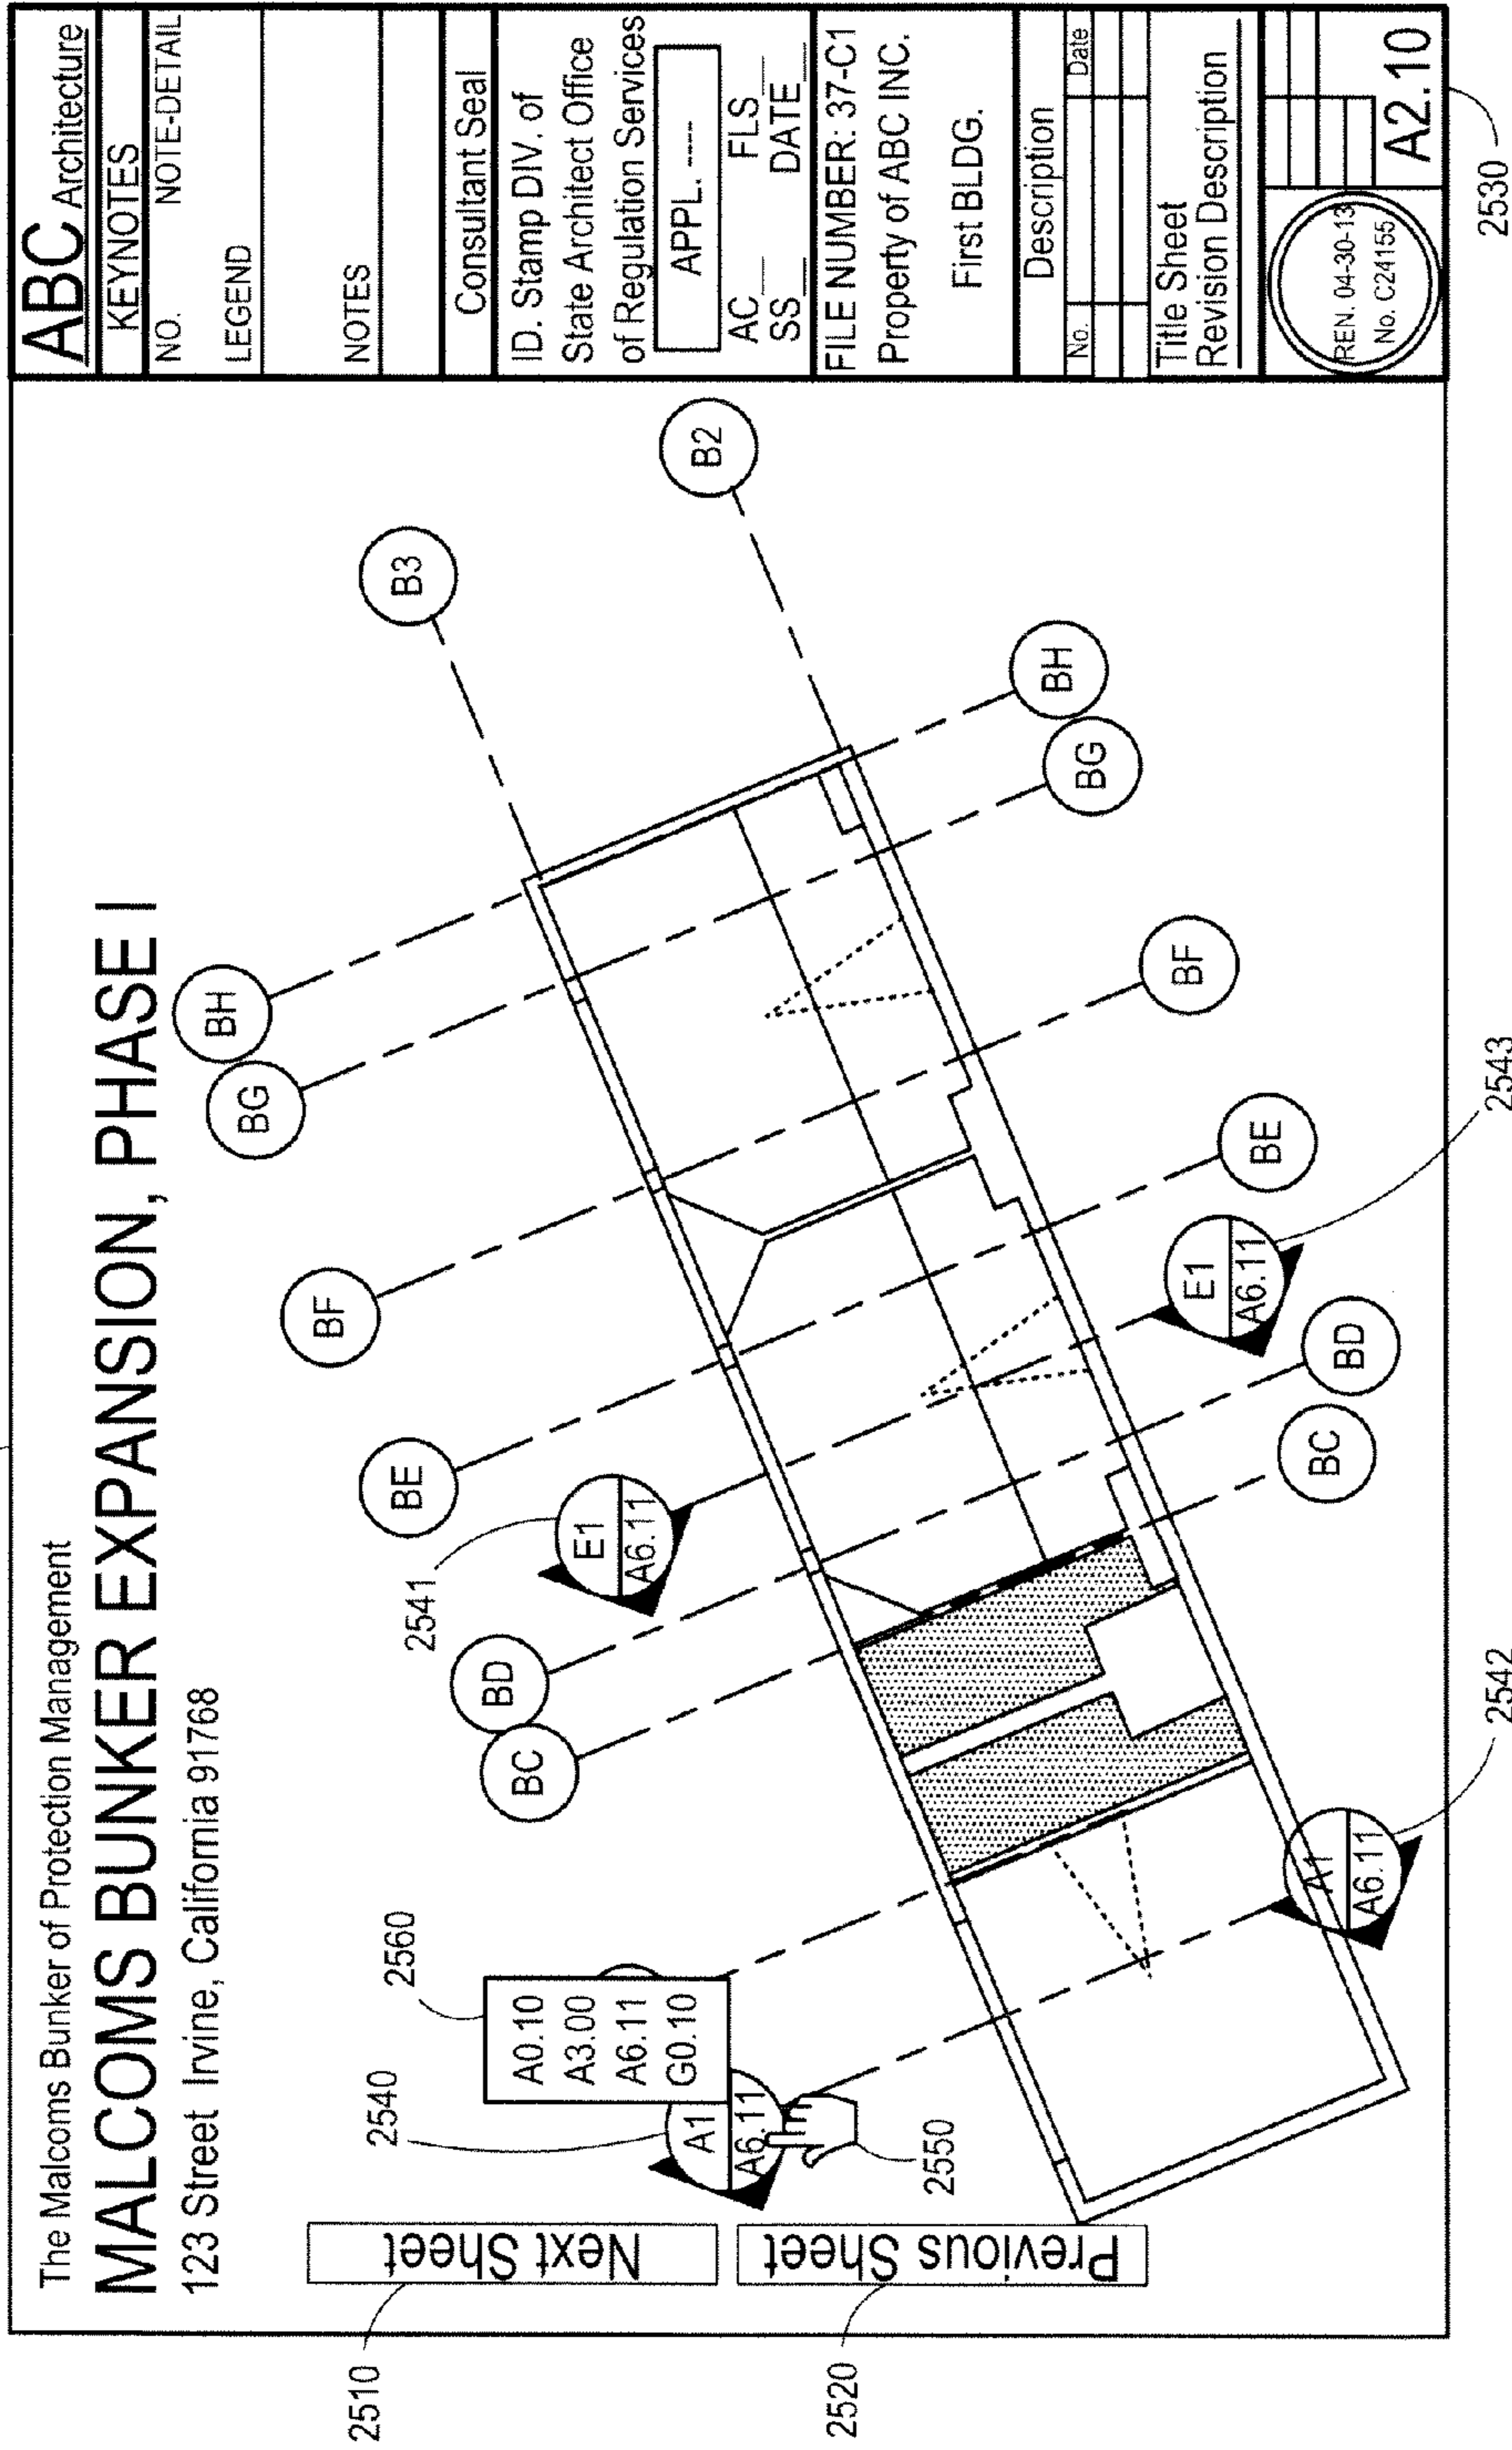 The Malcoms Bunker of Protection Management
MALCOMS BUNKER EXPANSION, PHASE I
123 Street Irvine, California 91768
2510
Next Sheet
2520
Previous Sheet
2540
A1
A6.11
2550
2560
A0.10
A3.00
A6.11
G0.10
2541
E1
A6.11
BC
BD
BE
BF
BG
BH
B3
B2
BH
BG
BF
BE
E1
A6.11
2543
BD
BC
A1
A6.11
2542
ABC Architecture
KEYNOTES
NO. NOTE-DETAIL
LEGEND
NOTES
Consultant Seal
ID. Stamp DIV. of
State Architect Office
of Regulation Services
APPL. ----
AC__ FLS__
SS__ DATE__
FILE NUMBER: 37-C1
Property of ABC INC.
First BLDG.
Description
No. Date
Title Sheet
Revision Description
REN. 04-30-13
No. C24155
A2.10
2530